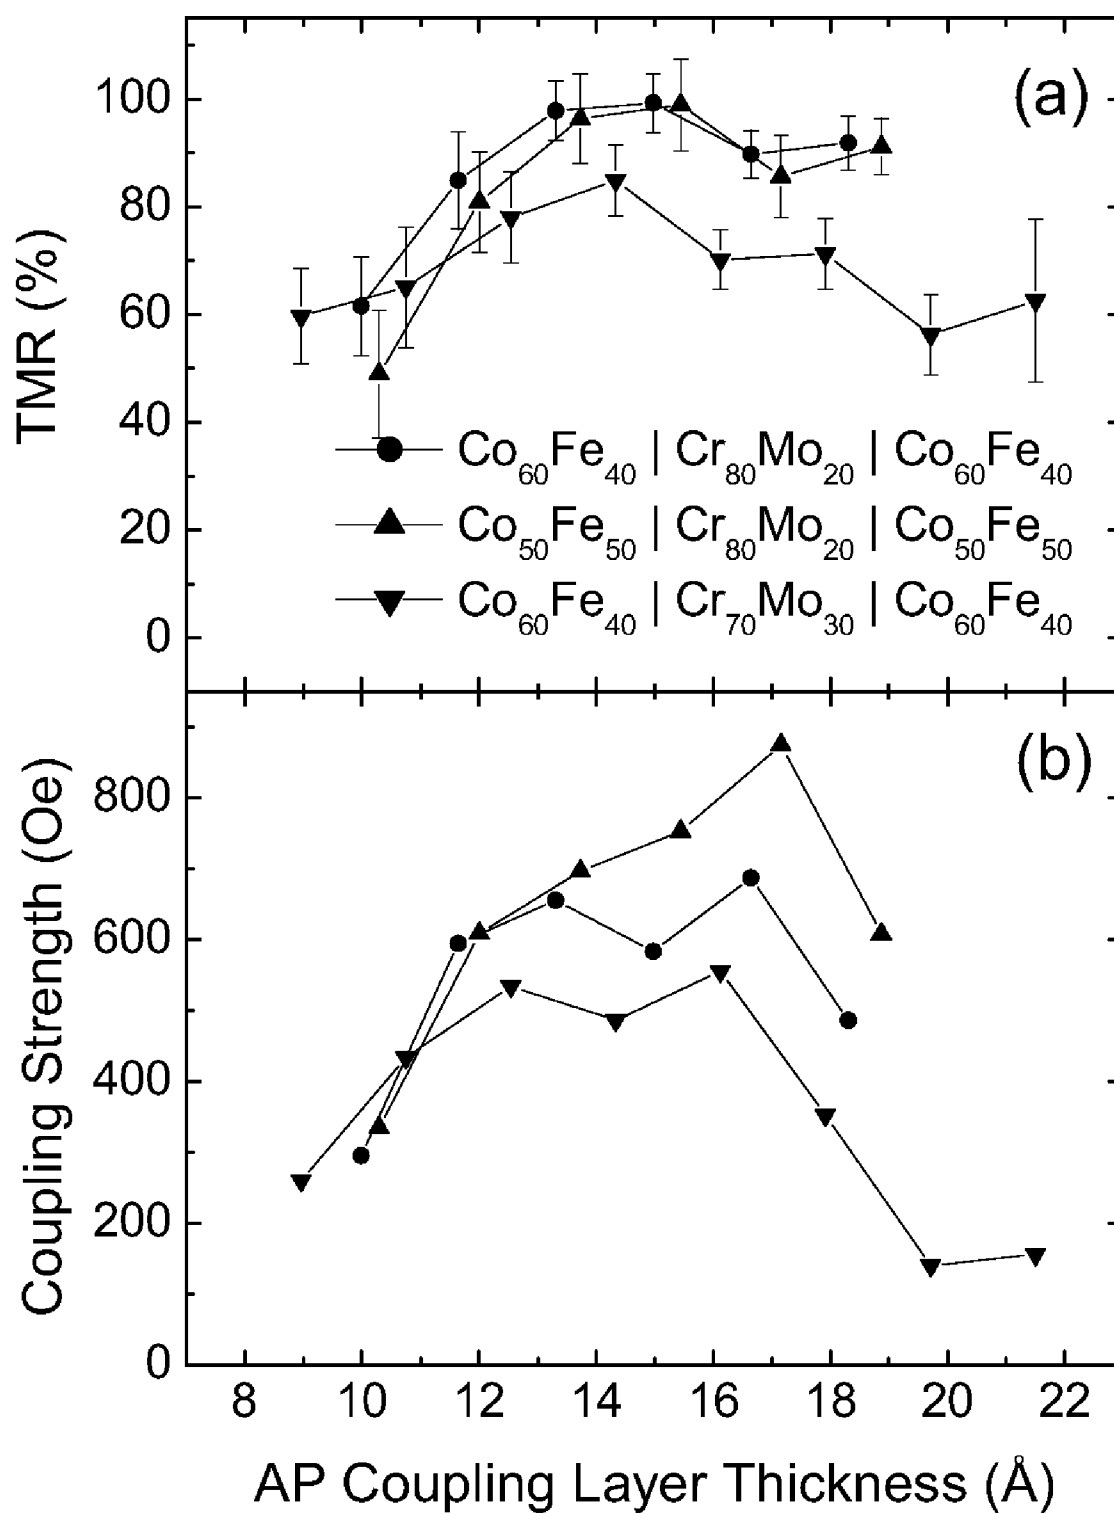 (a)
100
80
60
40
20
0
TMR (%)
Co60Fe40 | Cr80Mo20 | Co60Fe40
Co50Fe50 | Cr80Mo20 | Co50Fe50
Co60Fe40 | Cr70Mo30 | Co60Fe40
(b)
800
600
400
200
0
Coupling Strength (Oe)
8 10 12 14 16 18 20 22
AP Coupling Layer Thickness (Å)